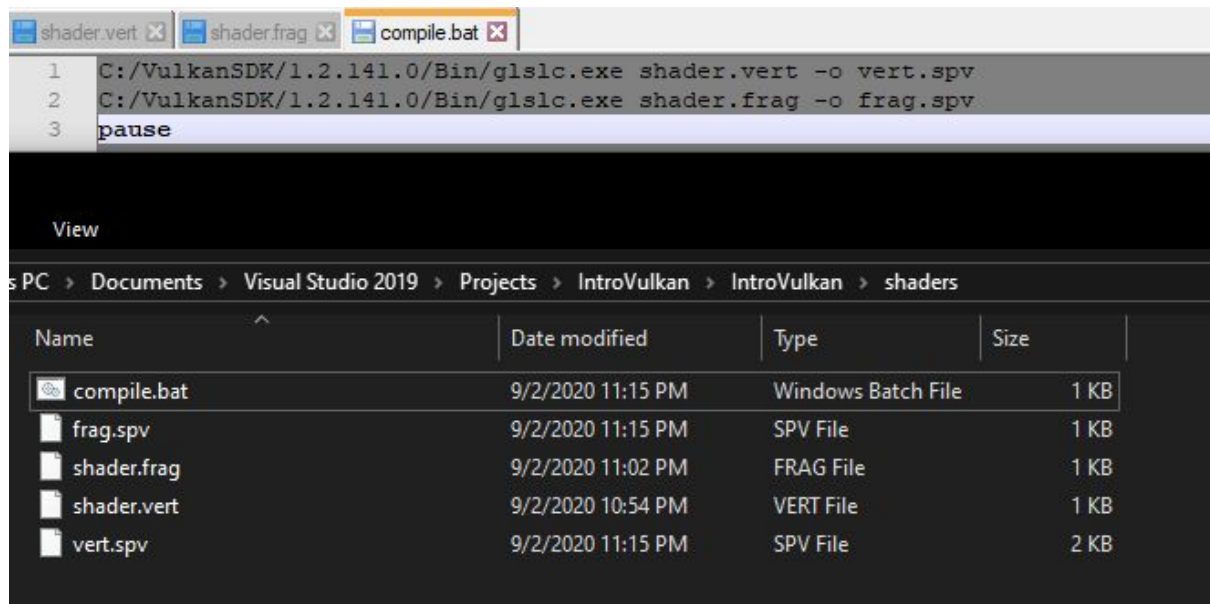 shader.vert shader.frag compile.bat
1 C:/VulkanSDK/1.2.141.0/Bin/glslc.exe shader.vert -o vert.spv
2 C:/VulkanSDK/1.2.141.0/Bin/glslc.exe shader.frag -o frag.spv
3 pause
View
s PC > Documents > Visual Studio 2019 > Projects > IntroVulkan > IntroVulkan > shaders
Name Date modified Type Size
compile.bat 9/2/2020 11:15 PM Windows Batch File 1 KB
frag.spv 9/2/2020 11:15 PM SPV File 1 KB
shader.frag 9/2/2020 11:02 PM FRAG File 1 KB
shader.vert 9/2/2020 10:54 PM VERT File 1 KB
vert.spv 9/2/2020 11:15 PM SPV File 2 KB